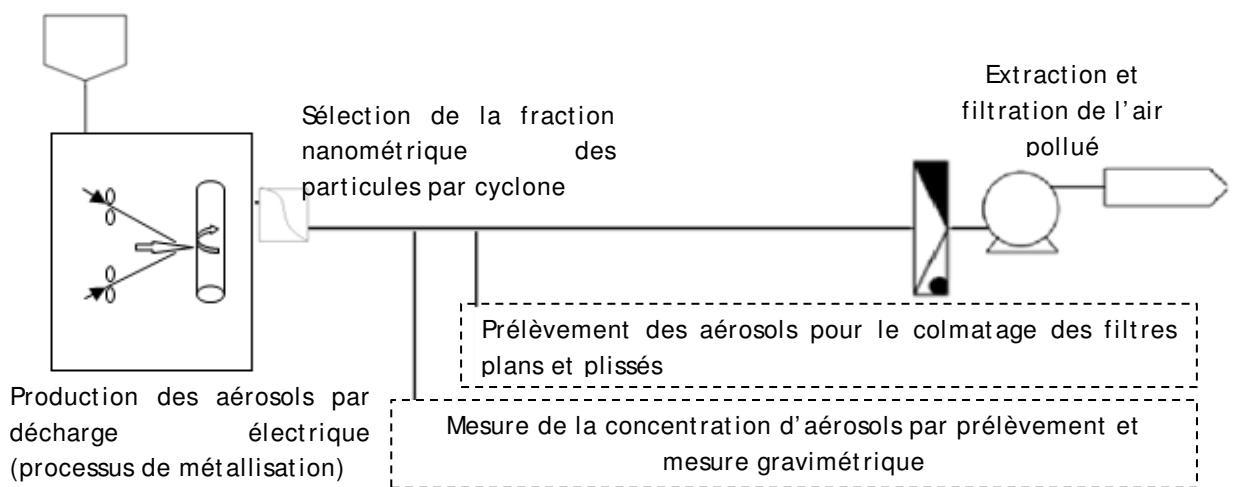 Extraction et
filtration de l'air
pollué
Sélection de la fraction
nanométrique des
particules par cyclone
Prélèvement des aérosols pour le colmatage des filtres
plans et plissés
Production des aérosols par
décharge électrique
(processus de métallisation)
Mesure de la concentration d'aérosols par prélèvement et
mesure gravimétrique